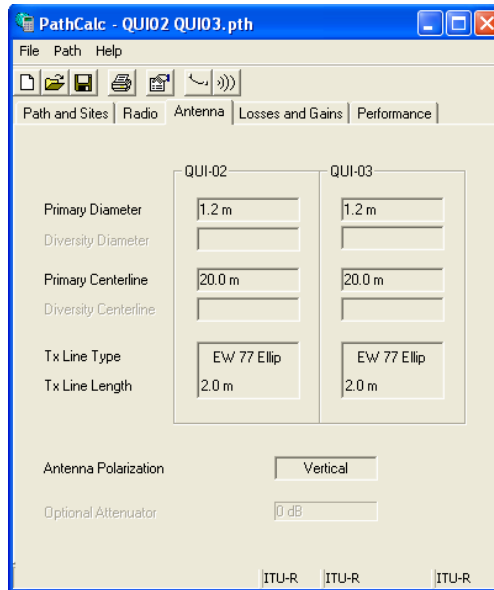 PathCalc - QUI02 QUI03.pth
File Path Help
Path and Sites Radio Antenna Losses and Gains Performance
QUI-02 QUI-03
Primary Diameter 1.2 m 1.2 m
Diversity Diameter
Primary Centerline 20.0 m 20.0 m
Diversity Centerline
Tx Line Type EW 77 Ellip EW 77 Ellip
Tx Line Length 2.0 m 2.0 m
Antenna Polarization Vertical
Optional Attenuator 0 dB
ITU-R ITU-R ITU-R